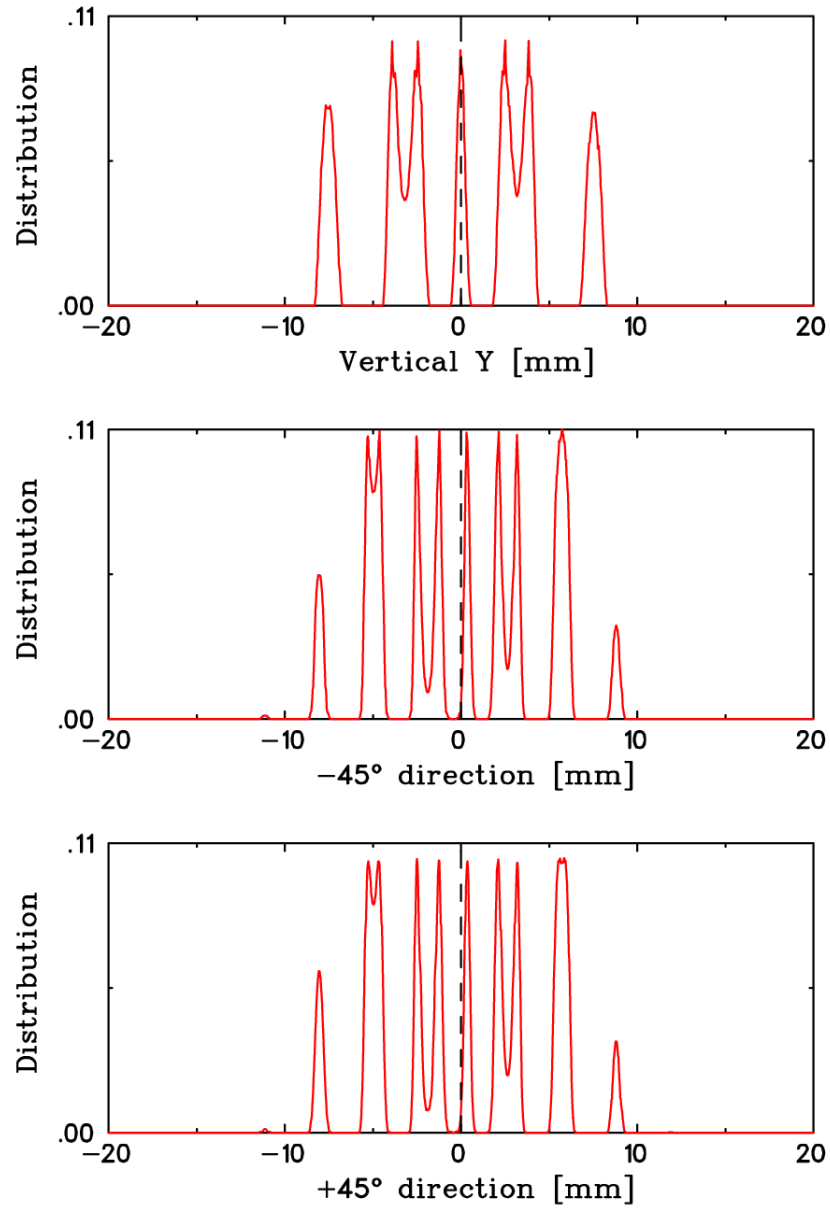 .11
Distribution
.00
−20 −10 0 10 20
Vertical Y [mm]
.11
Distribution
.00
−20 −10 0 10 20
−45° direction [mm]
.11
Distribution
.00
−20 −10 0 10 20
+45° direction [mm]